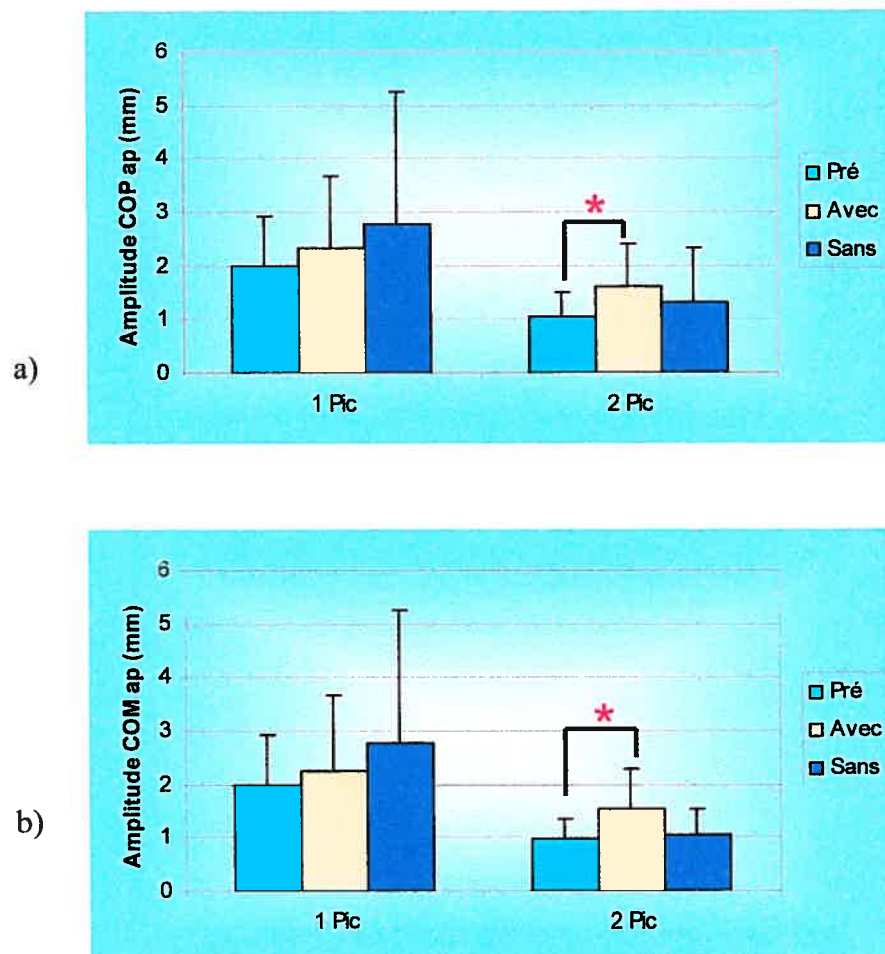 a)
Amplitude COP ap (mm)
6
5
4
3
2
1
0
*
1 Pic
2 Pic
Pré
Avec
Sans
b)
Amplitude COM ap (mm)
6
5
4
3
2
1
0
*
1 Pic
2 Pic
Pré
Avec
Sans